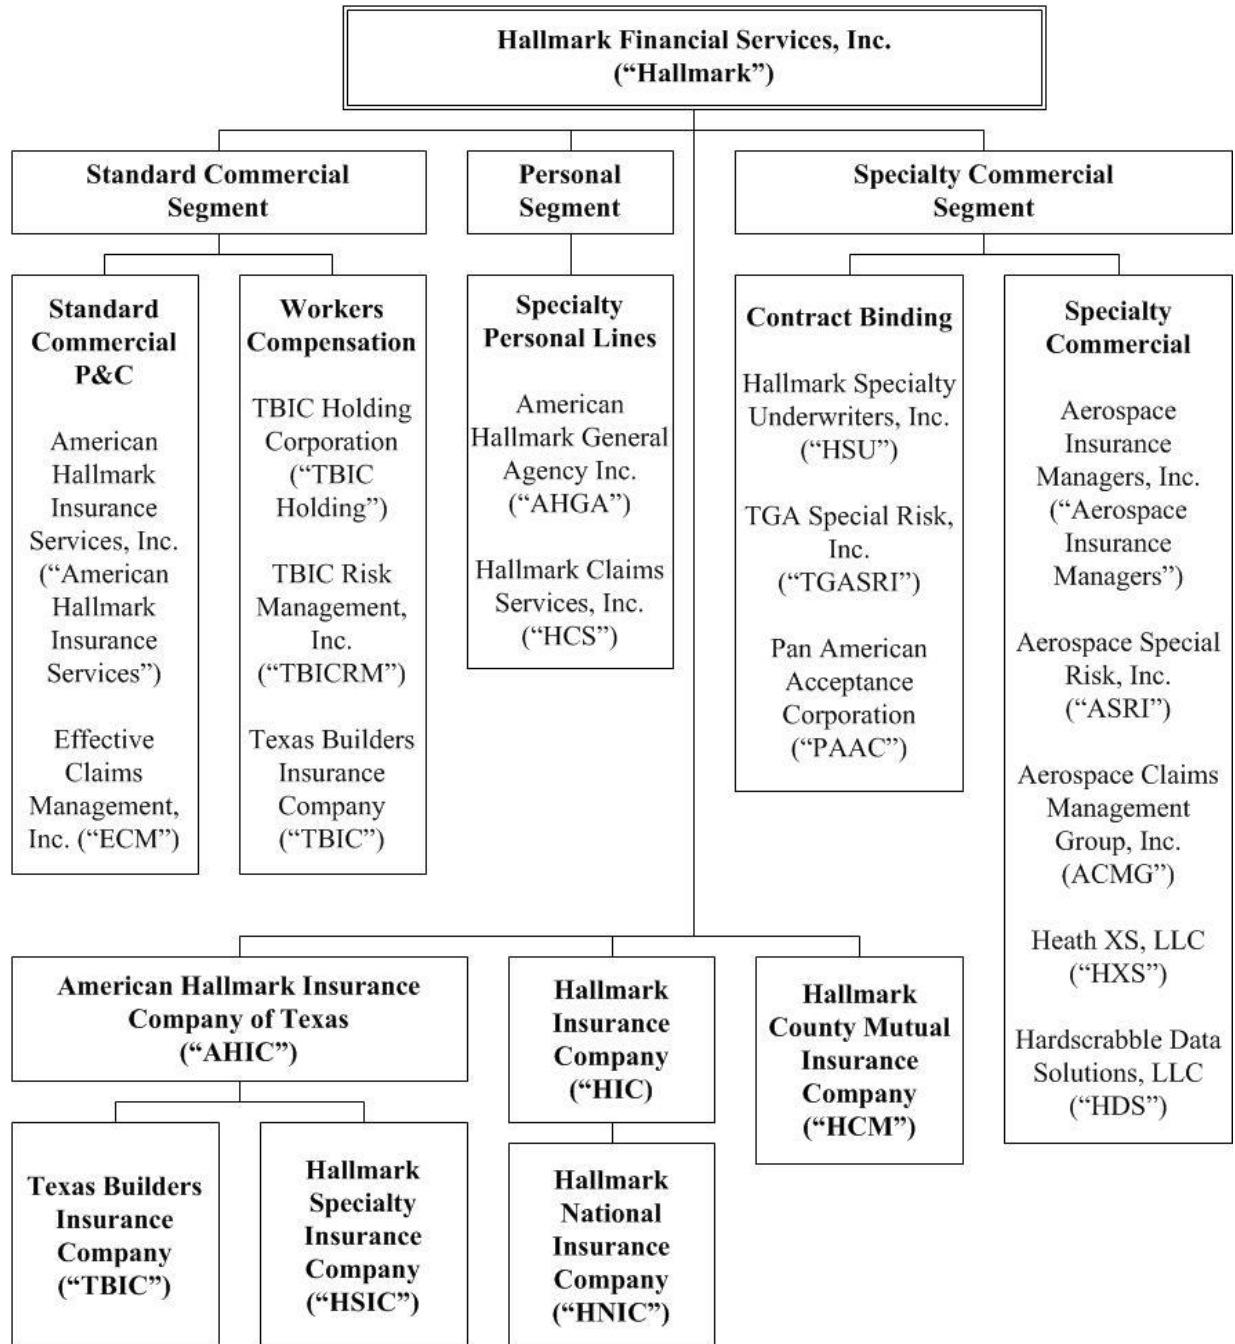 Hallmark Financial Services, Inc.
(“Hallmark”)
Standard Commercial
Segment
Personal
Segment
Specialty Commercial
Segment
Standard
Commercial
P&C
American
Hallmark
Insurance
Services, Inc.
(“American
Hallmark
Insurance
Services”)
Effective
Claims
Management,
Inc. (“ECM”)
Workers
Compensation
TBIC Holding
Corporation
(“TBIC
Holding”)
TBIC Risk
Management,
Inc.
(“TBICRM”)
Texas Builders
Insurance
Company
(“TBIC”)
Specialty
Personal Lines
American
Hallmark General
Agency Inc.
(“AHGA”)
Hallmark Claims
Services, Inc.
(“HCS”)
Contract Binding
Hallmark Specialty
Underwriters, Inc.
(“HSU”)
TGA Special Risk,
Inc.
(“TGASRI”)
Pan American
Acceptance
Corporation
(“PAAC”)
Specialty
Commercial
Aerospace
Insurance
Managers, Inc.
(“Aerospace
Insurance
Managers”)
Aerospace Special
Risk, Inc.
(“ASRI”)
Aerospace Claims
Management
Group, Inc.
(ACMG”)
Heath XS, LLC
(“HXS”)
Hardscrabble Data
Solutions, LLC
(“HDS”)
American Hallmark Insurance
Company of Texas
(“AHIC”)
Hallmark
Insurance
Company
(“HIC)
Hallmark
County Mutual
Insurance
Company
(“HCM”)
Texas Builders
Insurance
Company
(“TBIC”)
Hallmark
Specialty
Insurance
Company
(“HSIC”)
Hallmark
National
Insurance
Company
(“HNIC”)